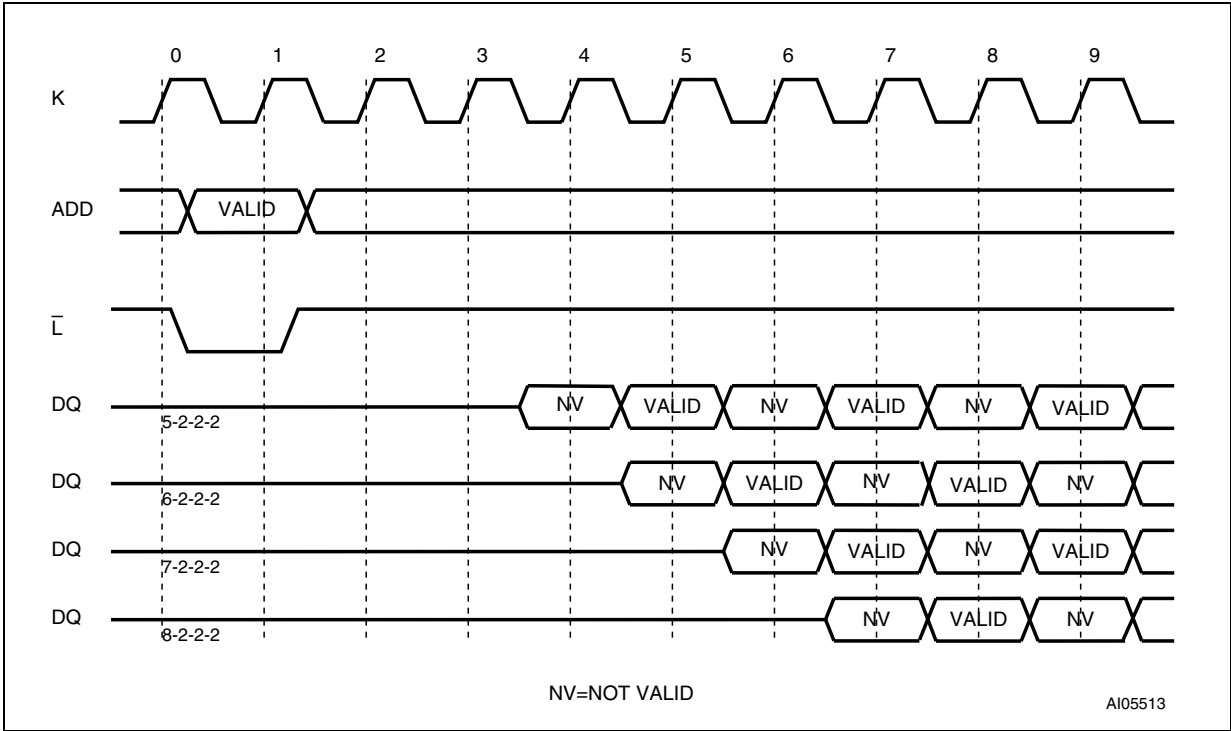 0 1 2 3 4 5 6 7 8 9
K
ADD VALID
L̅
DQ 5-2-2-2 NV VALID NV VALID NV VALID
DQ 6-2-2-2 NV VALID NV VALID NV
DQ 7-2-2-2 NV VALID NV VALID
DQ 8-2-2-2 NV VALID NV
NV=NOT VALID
AI05513